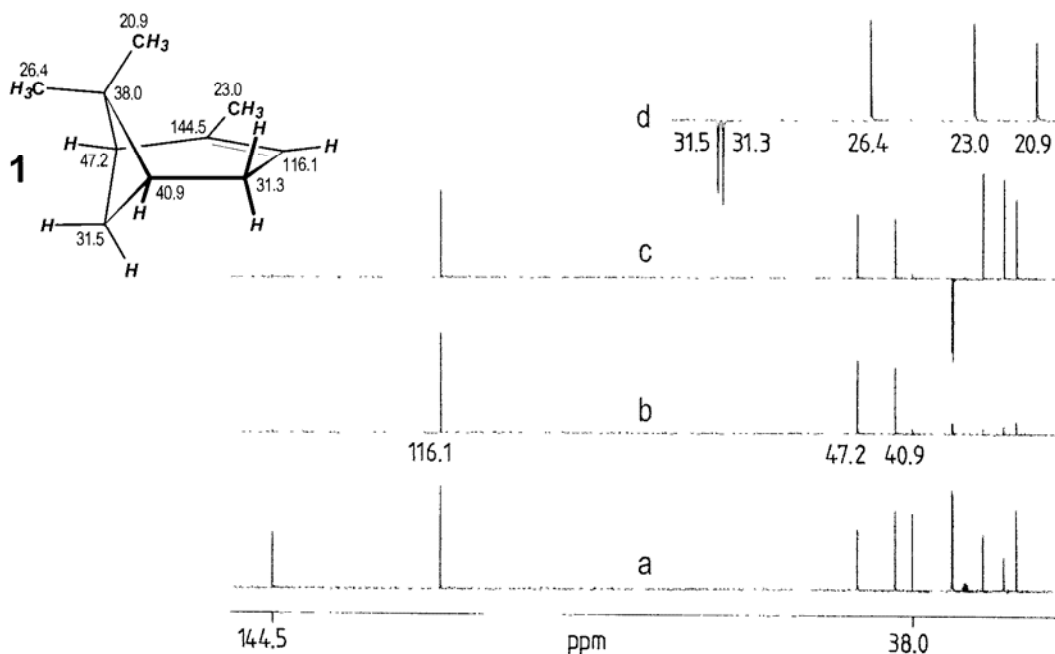 20.9
CH3
26.4
H3C
38.0
23.0
CH3
H
144.5
H
H
1
47.2
116.1
40.9
31.3
H
H
31.5
H
H
d
31.5 31.3 26.4 23.0 20.9
c
b
116.1 47.2 40.9
a
144.5 ppm 38.0